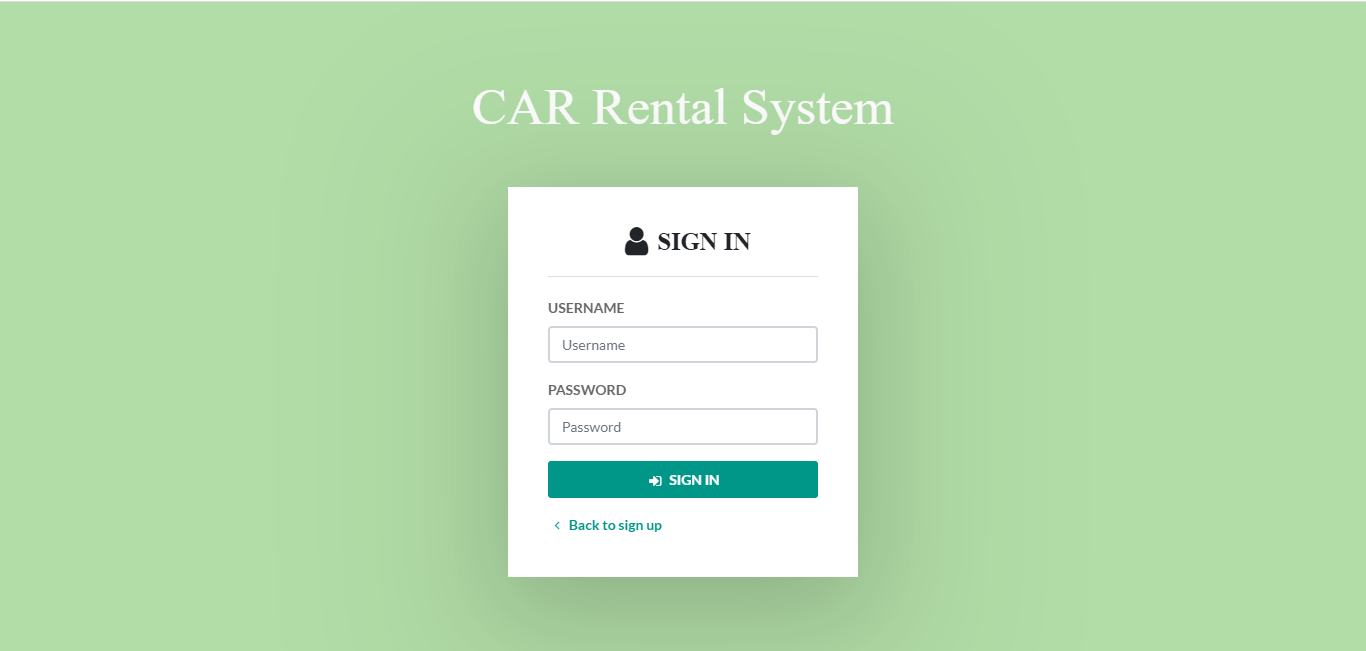 CAR Rental System
SIGN IN
USERNAME
Username
PASSWORD
Password
SIGN IN
Back to sign up